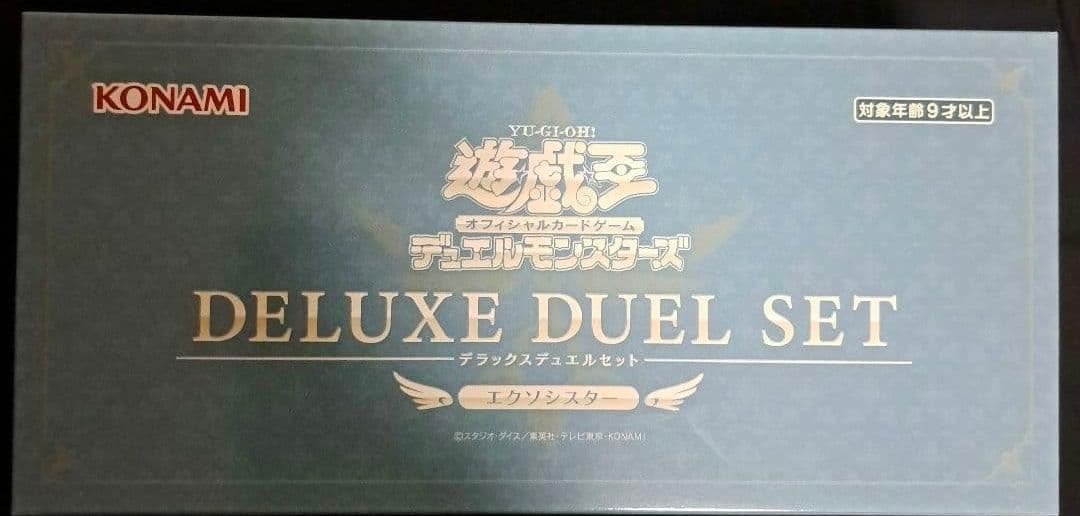 KONAMI
対象年齢9才以上
YU-GI-OH!
遊戯王
オフィシャルカードゲーム
デュエルモンスターズ
DELUXE DUEL SET
デラックスデュエルセット
エクソシスター
©スタジオ・ダイス/集英社・テレビ東京・KONAMI